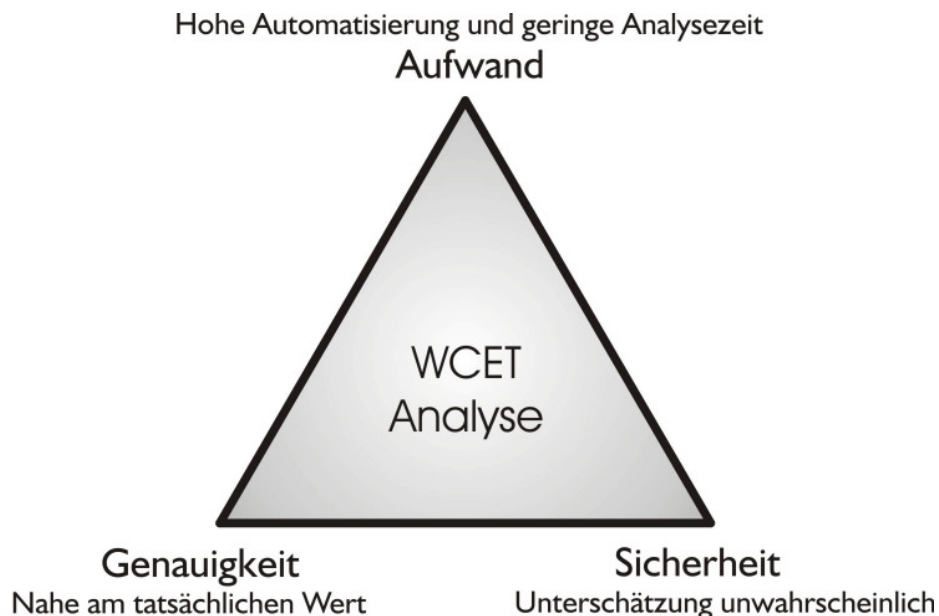 Hohe Automatisierung und geringe Analysezeit
Aufwand
WCET
Analyse
Genauigkeit
Nahe am tatsächlichen Wert
Sicherheit
Unterschätzung unwahrscheinlich